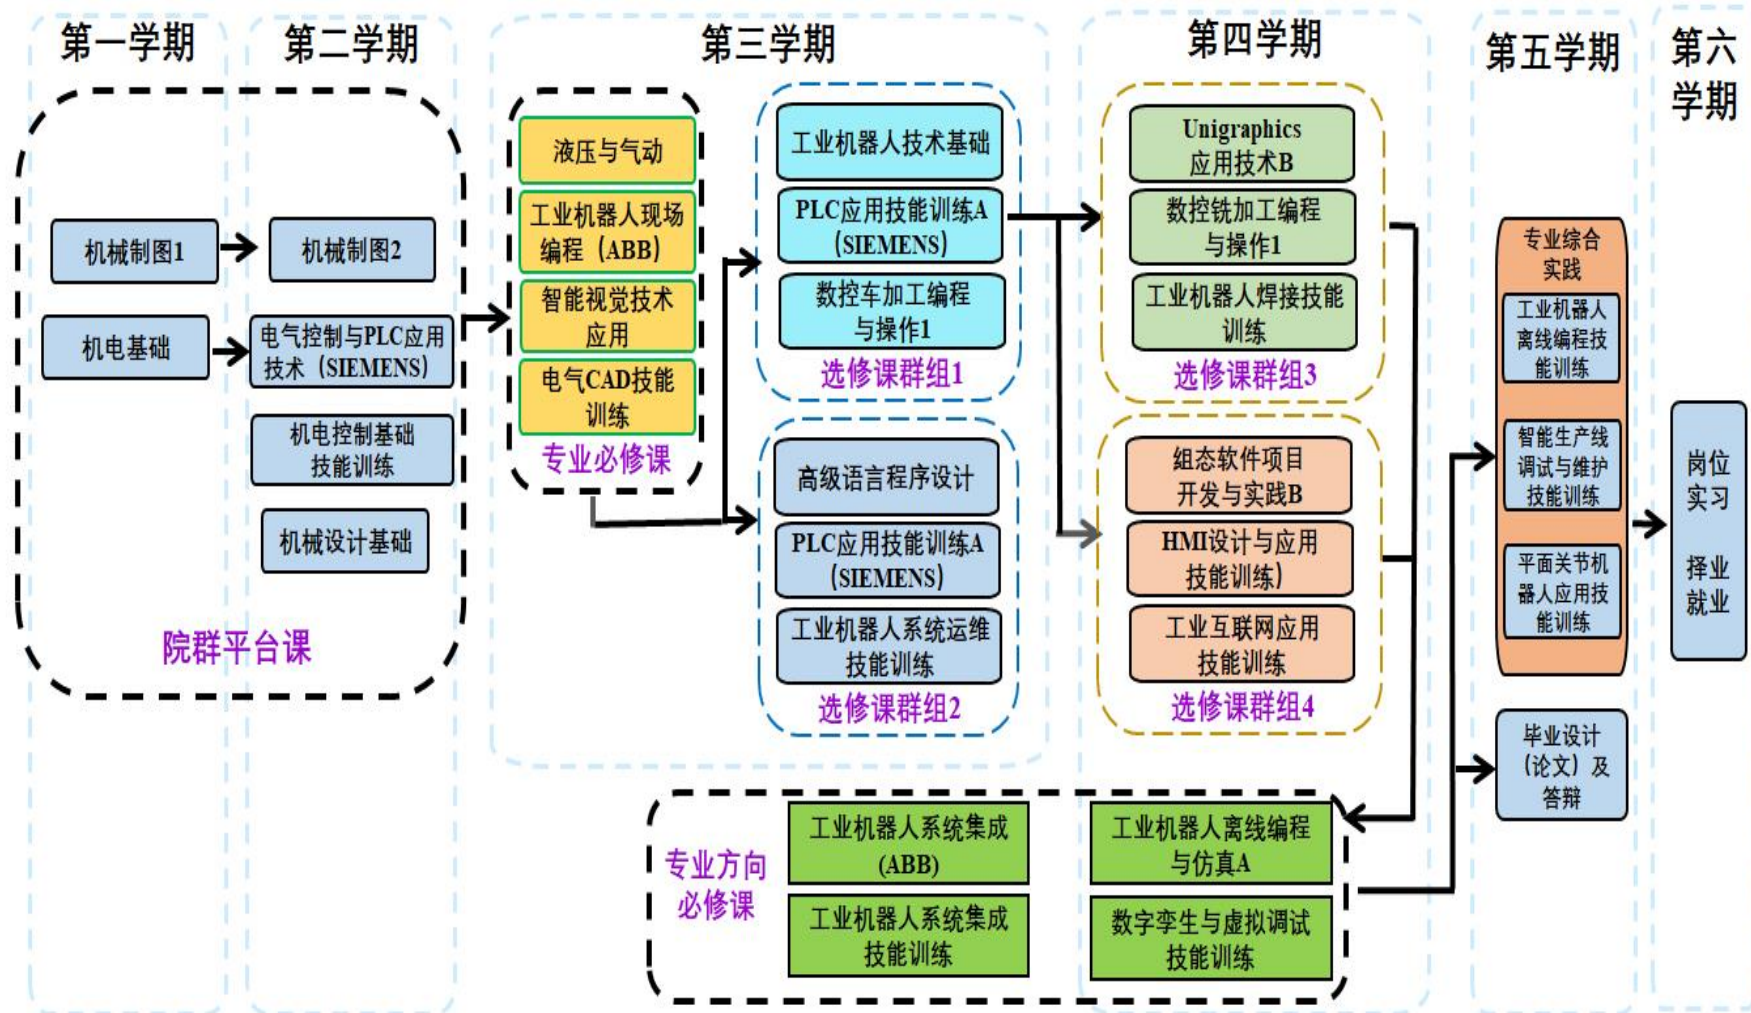 第一学期
第二学期
第三学期
第四学期
第五学期
第六
学期
机械制图1
机电基础
机械制图2
电气控制与PLC应用
技术（SIEMENS）
机电控制基础
技能训练
机械设计基础
院群平台课
液压与气动
工业机器人现场
编程（ABB）
智能视觉技术
应用
电气CAD技能
训练
专业必修课
工业机器人技术基础
PLC应用技能训练A
（SIEMENS）
数控车加工编程
与操作1
选修课群组1
高级语言程序设计
PLC应用技能训练A
（SIEMENS）
工业机器人系统运维
技能训练
选修课群组2
Unigraphics
应用技术B
数控铣加工编程
与操作1
工业机器人焊接技能
训练
选修课群组3
组态软件项目
开发与实践B
HMI设计与应用
技能训练）
工业互联网应用
技能训练
选修课群组4
专业方向
必修课
工业机器人系统集成
(ABB)
工业机器人系统集成
技能训练
工业机器人离线编程
与仿真A
数字孪生与虚拟调试
技能训练
专业综合
实践
工业机器人
离线编程技
能训练
智能生产线
调试与维护
技能训练
平面关节机
器人应用技
能训练
毕业设计
（论文）及
答辩
岗位
实习
择业
就业